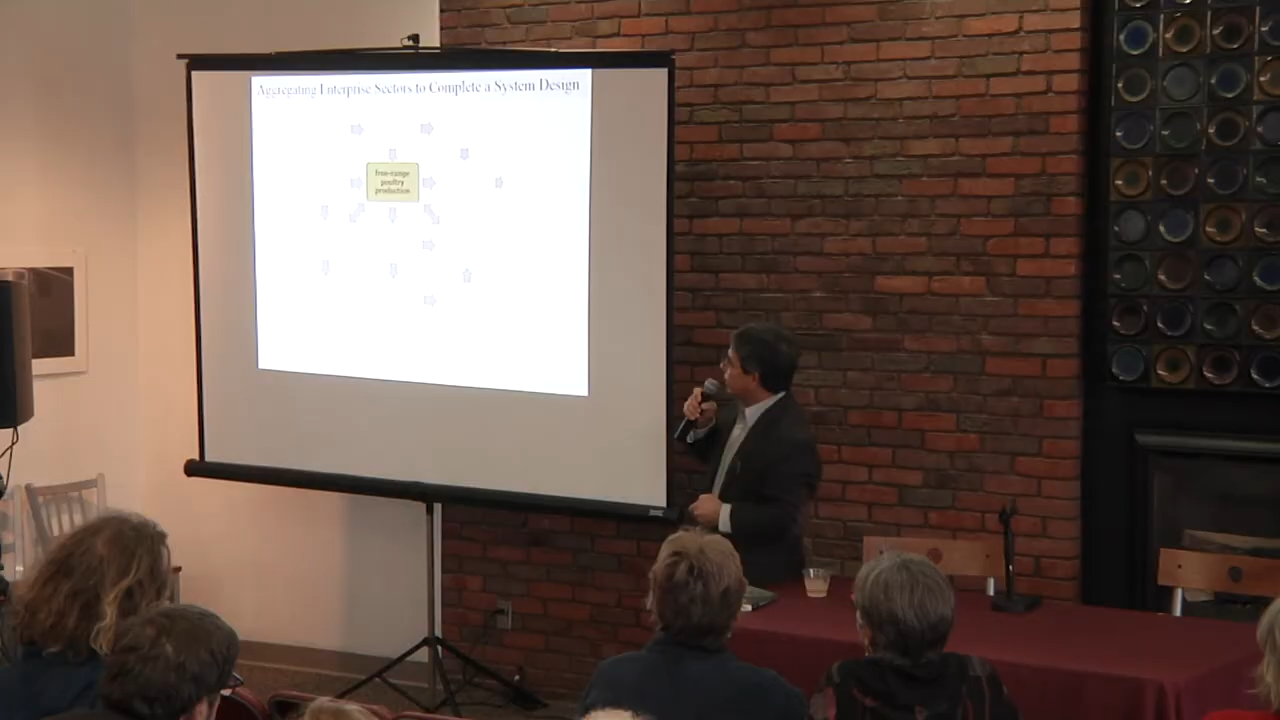 Aggregating Enterprise Sectors to Complete a System Design
free-range
poultry
production